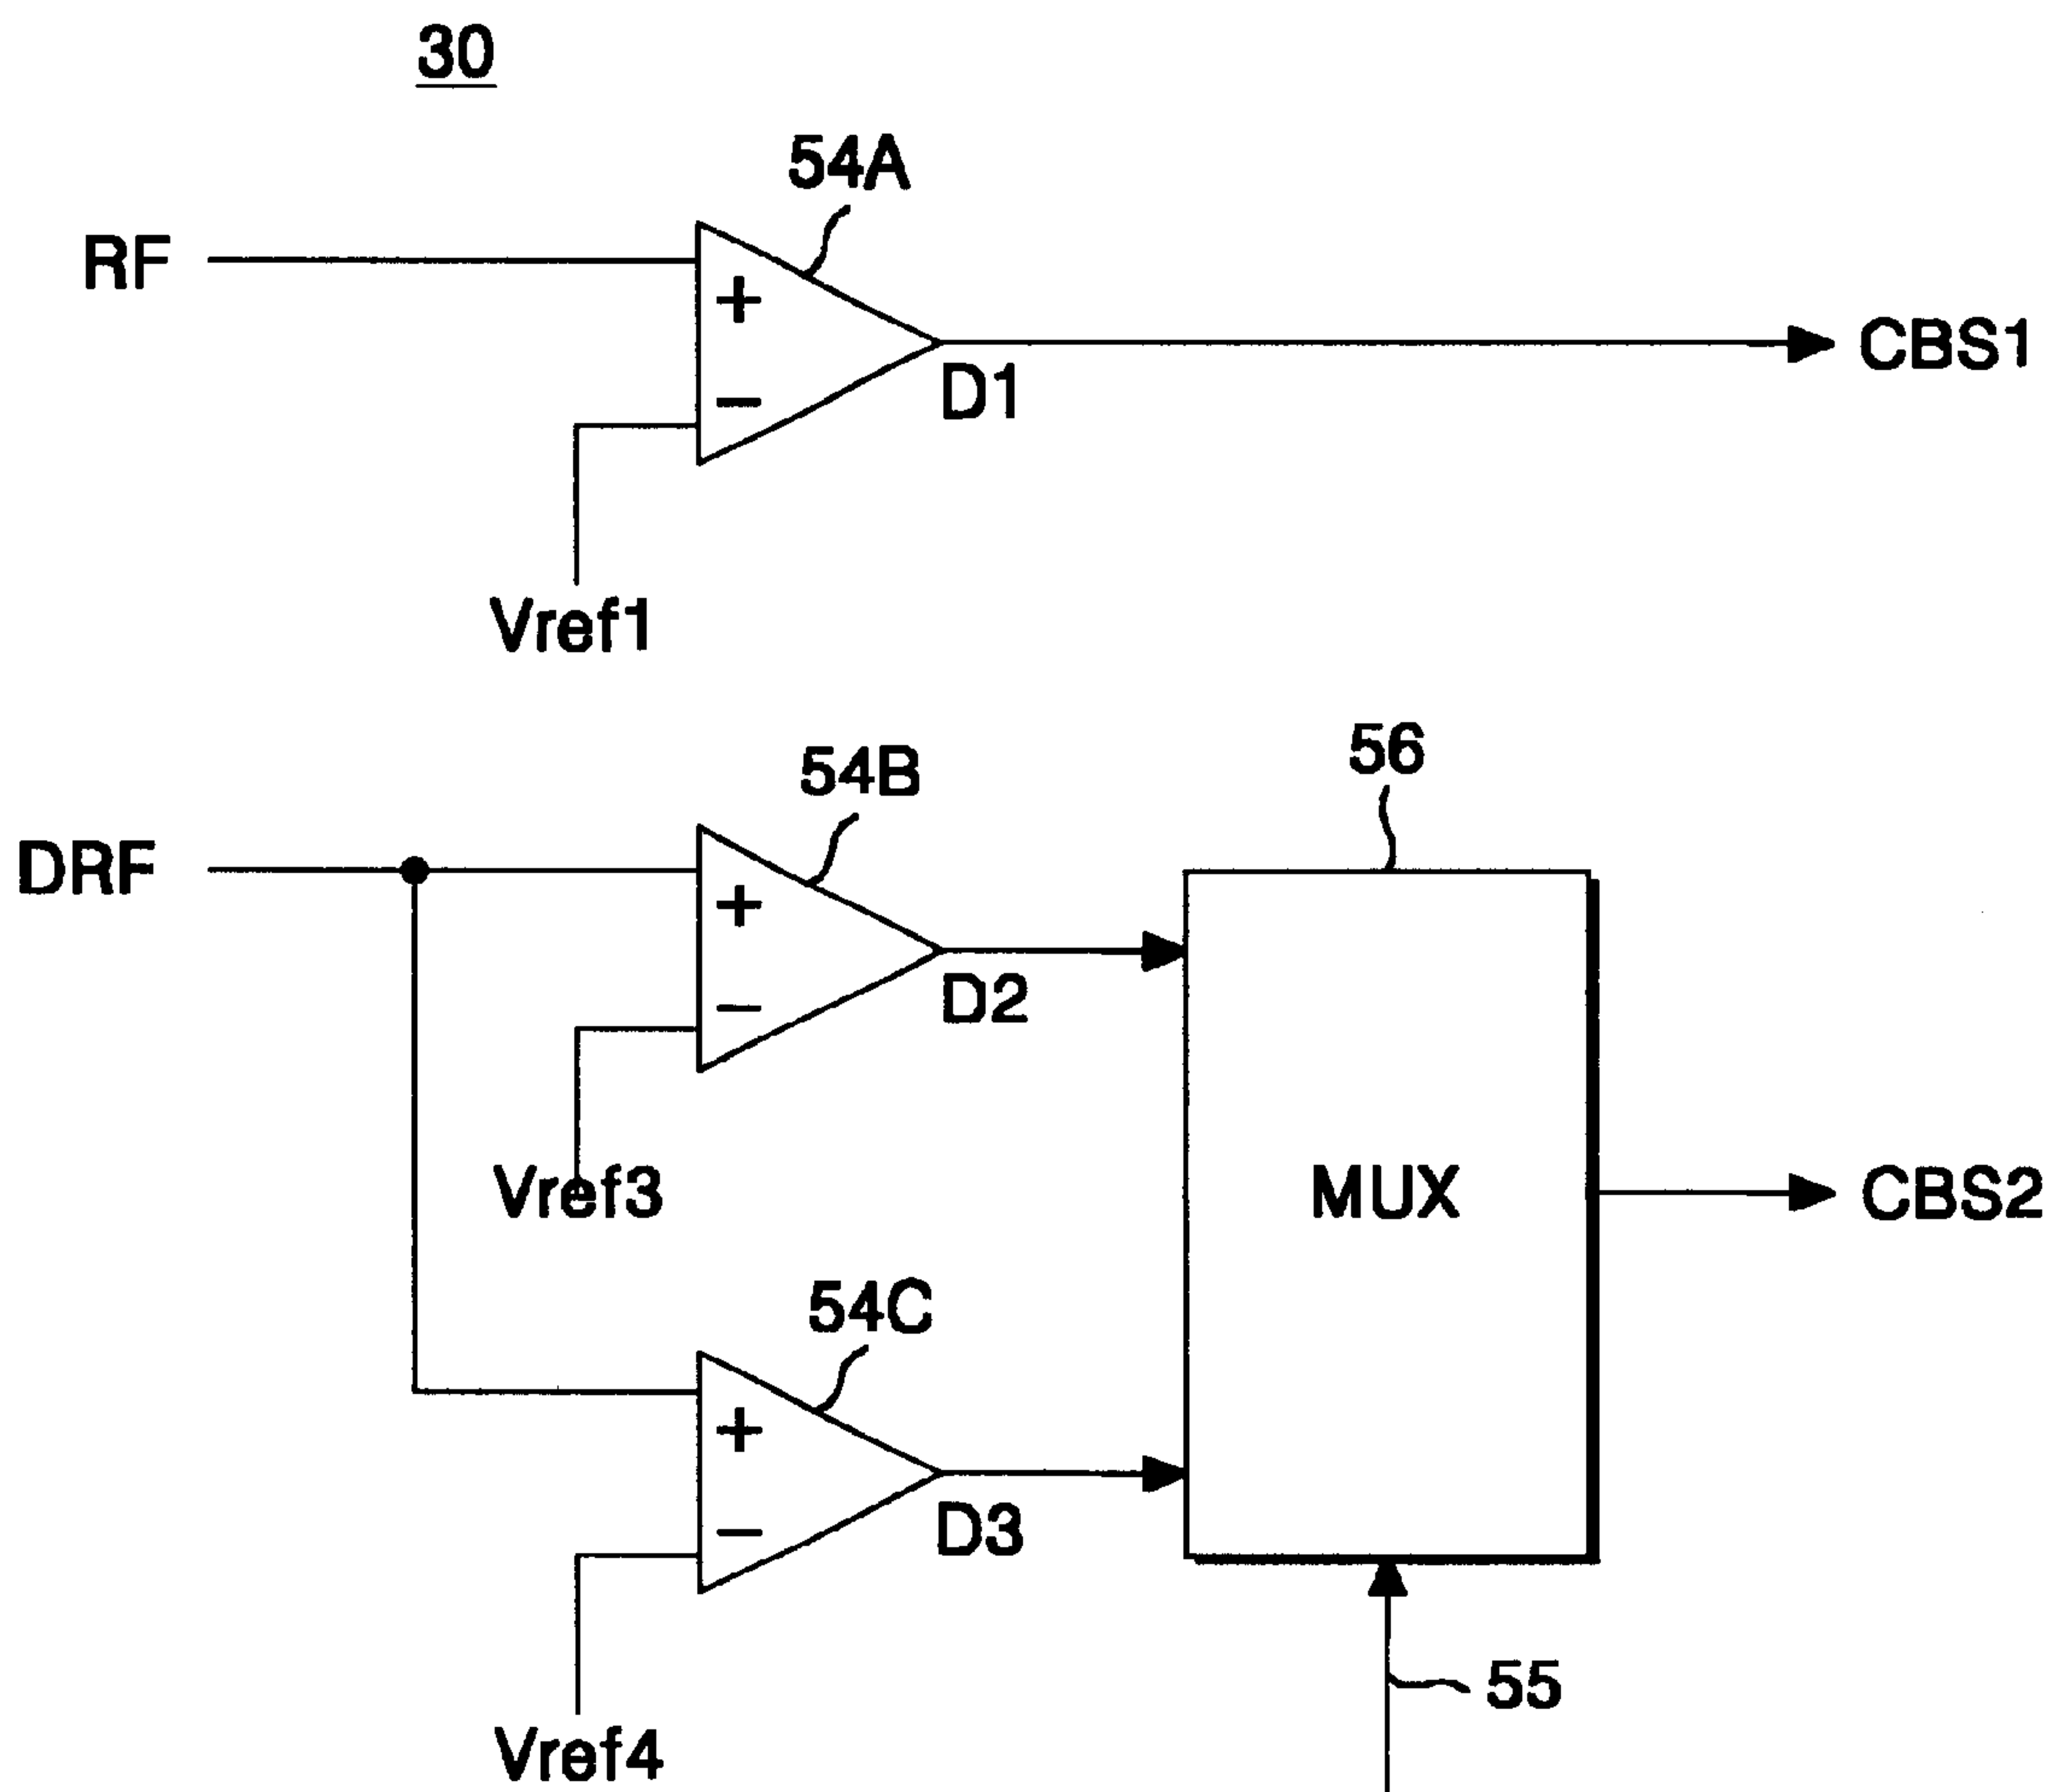 30
54A
RF
+
CBS1
D1
−
Vref1
54B
56
DRF
+
D2
−
Vref3
MUX
CBS2
54C
+
D3
−
55
Vref4